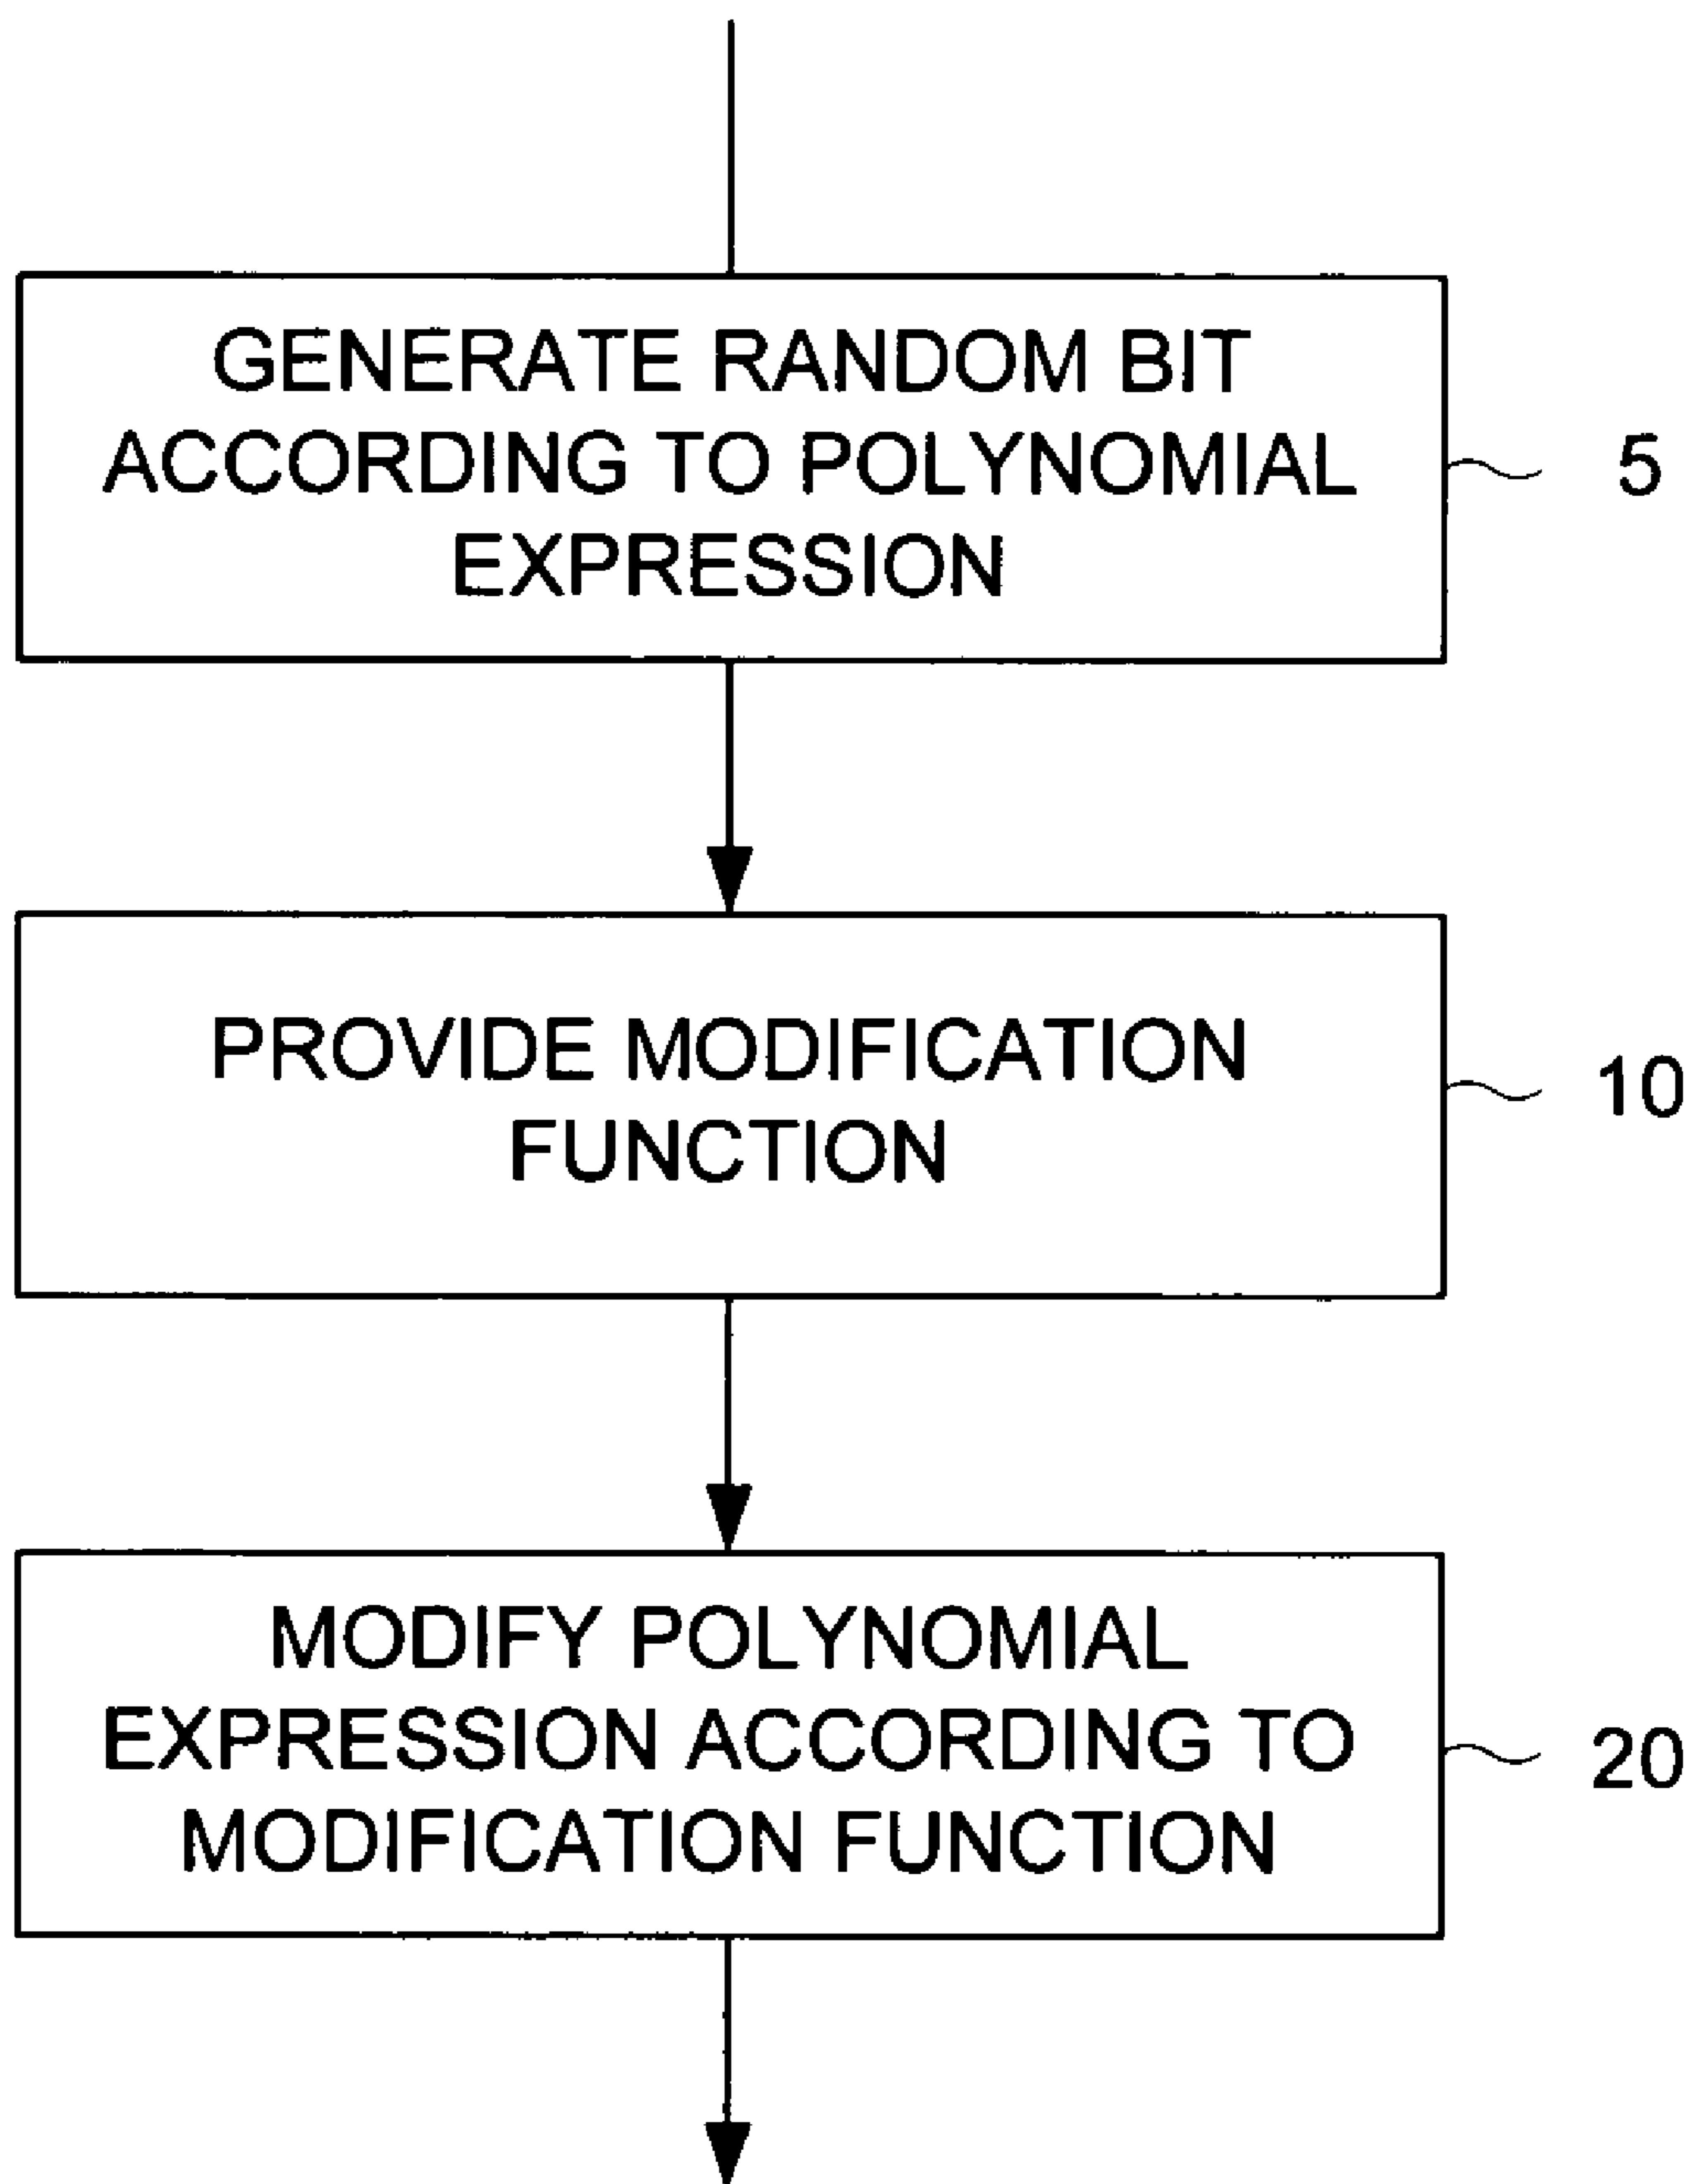 GENERATE RANDOM BIT
ACCORDING TO POLYNOMIAL
EXPRESSION
5
PROVIDE MODIFICATION
FUNCTION
10
MODIFY POLYNOMIAL
EXPRESSION ACCORDING TO
MODIFICATION FUNCTION
20